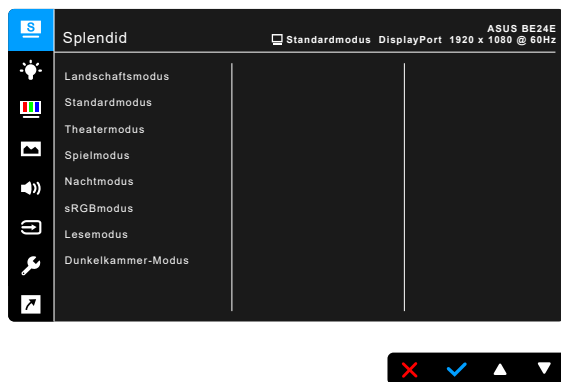 S
Splendid
ASUS BE24E
Standardmodus DisplayPort 1920 x 1080 @ 60Hz
Landschaftsmodus
Standardmodus
Theatermodus
Spielmodus
Nachtmodus
sRGBmodus
Lesemodus
Dunkelkammer-Modus